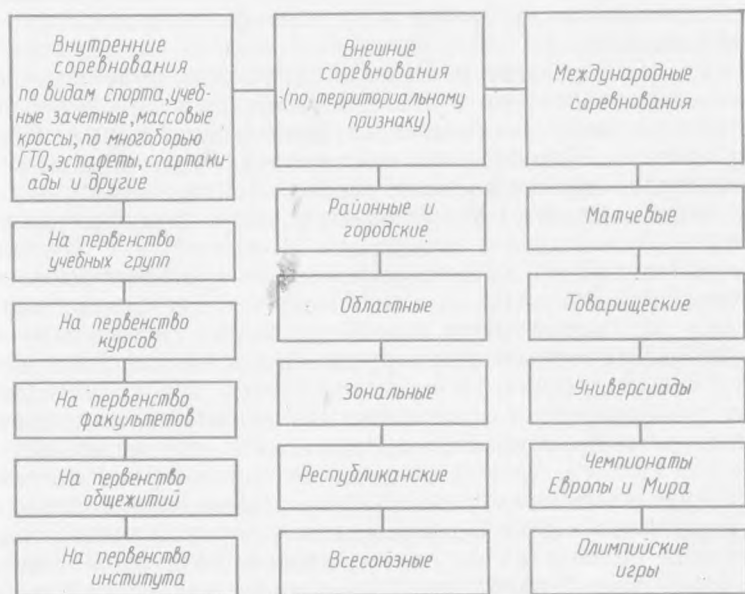 Внутренние
соревнования
по видам спорта, учеб-
ные зачетные, массовые
кроссы, по многоборью
ГТО, эстафеты, спартаки-
ады и другие
На первенство
учебных групп
На первенство
курсов
На первенство
факультетов
На первенство
общежитий
На первенство
института
Внешние
соревнования
(по территориальному
признаку)
Районные и
городские
Областные
Зональные
Республиканские
Всесоюзные
Международные
соревнования
Матчевые
Товарищеские
Универсиады
Чемпионаты
Европы и Мира
Олимпийские
игры